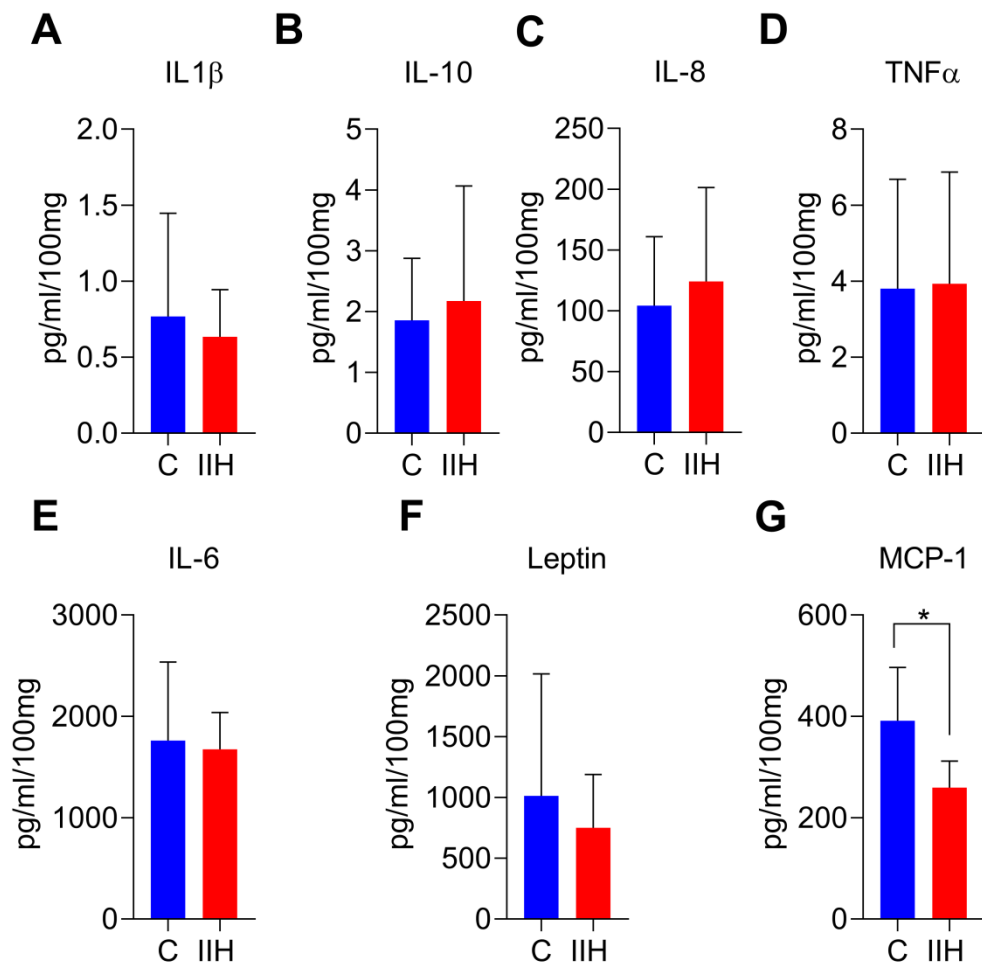 A
IL1β
pg/ml/100mg
2.0
1.5
1.0
0.5
0.0
C IIH
B
IL-10
pg/ml/100mg
5
4
3
2
1
0
C IIH
C
IL-8
pg/ml/100mg
250
200
150
100
50
0
C IIH
D
TNFα
pg/ml/100mg
8
6
4
2
0
C IIH
E
IL-6
pg/ml/100mg
3000
2000
1000
0
C IIH
F
Leptin
pg/ml/100mg
2500
2000
1500
1000
500
0
C IIH
G
MCP-1
pg/ml/100mg
600
400
200
0
*
C IIH